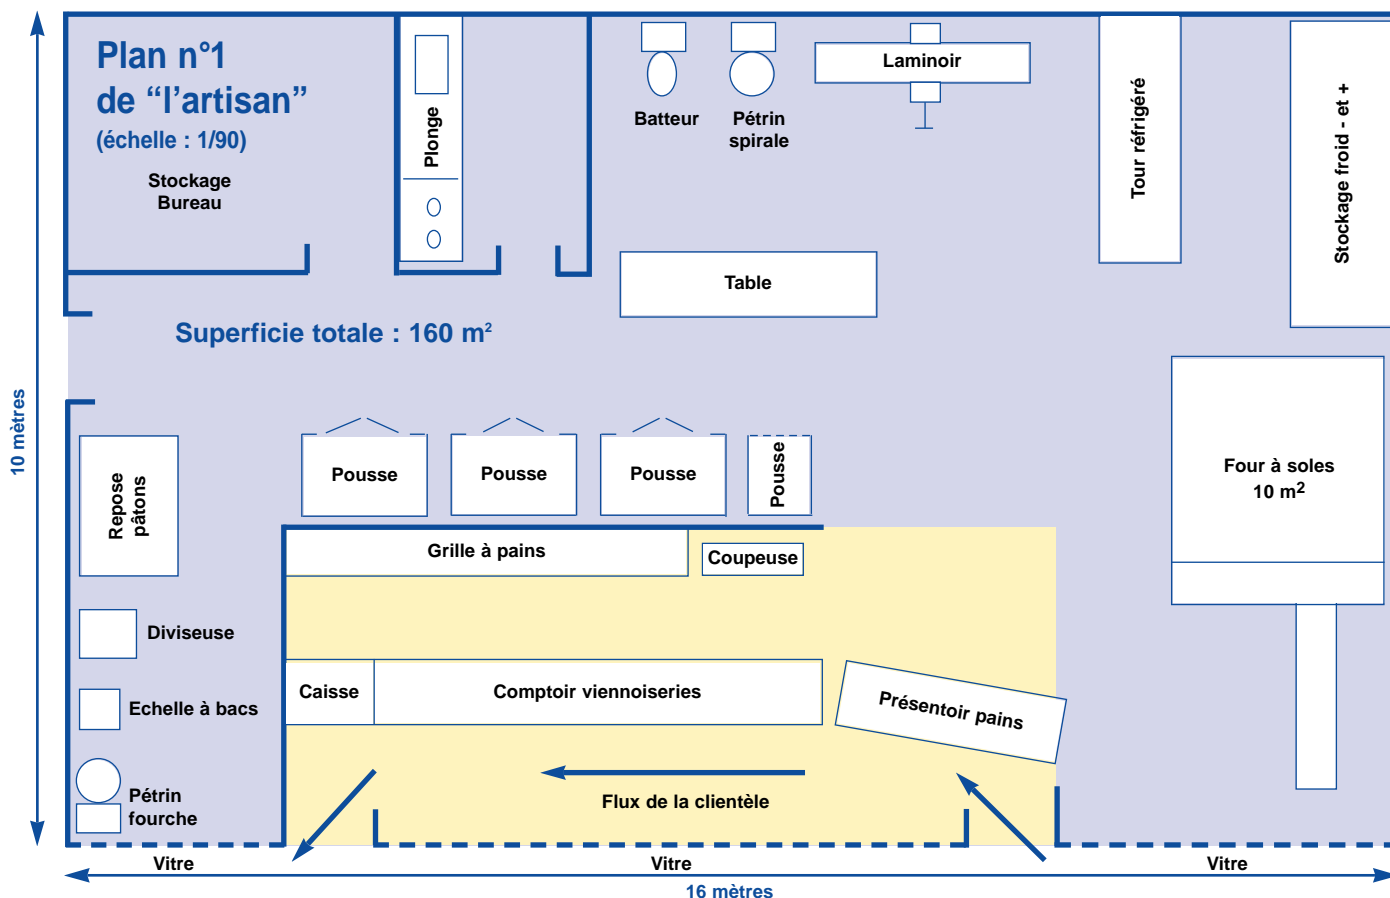 Plan n°1
de “l’artisan”
(échelle : 1/90)
Stockage
Bureau
Plonge
Batteur
Pétrin
spirale
Laminoir
Tour réfrigéré
Stockage froid - et +
Table
Superficie totale : 160 m²
10 mètres
Repose
pâtons
Pousse
Pousse
Pousse
Pousse
Four à soles
10 m²
Grille à pains
Coupeuse
Diviseuse
Echelle à bacs
Caisse
Comptoir viennoiseries
Présentoir pains
Pétrin
fourche
Flux de la clientèle
Vitre
Vitre
Vitre
16 mètres